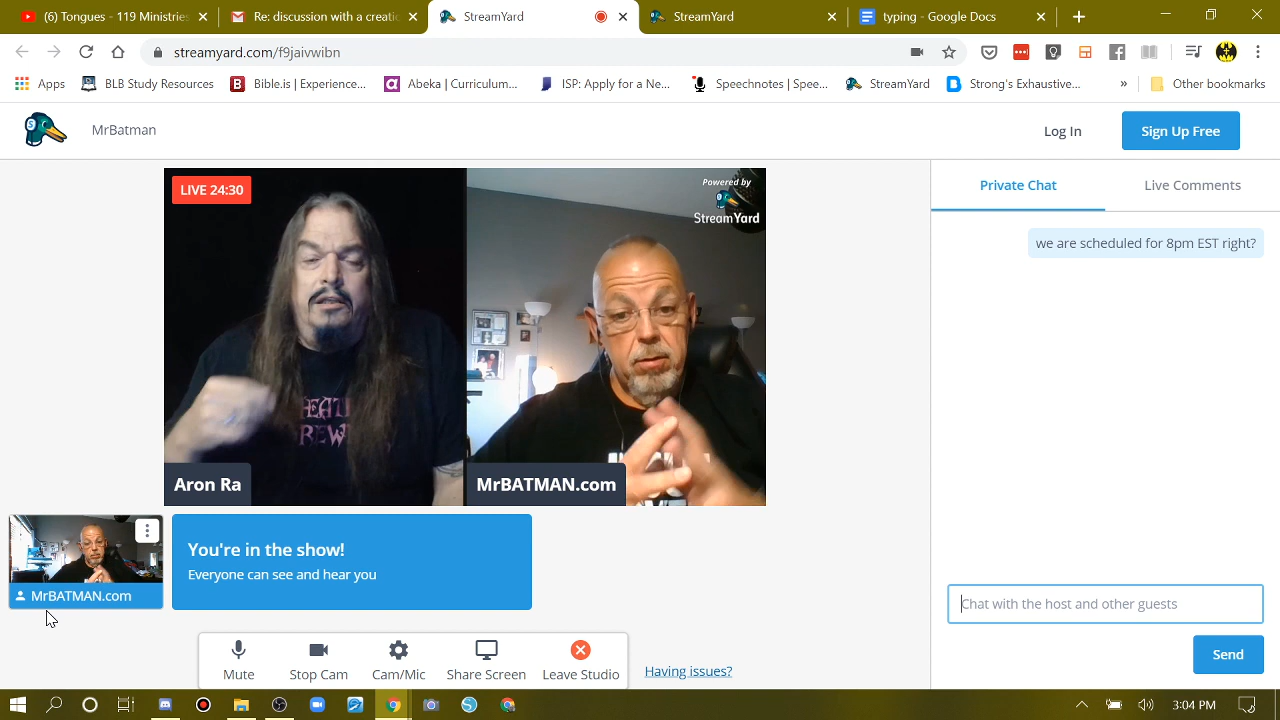 (6) Tongues - 119 Ministries
Re: discussion with a creati
StreamYard
StreamYard
typing - Google Docs
streamyard.com/f9jaivwibn
Apps
BLB Study Resources
Bible.is | Experience...
Abeka | Curriculum...
ISP: Apply for a Ne...
Speechnotes | Spee...
StreamYard
Strong's Exhaustive...
»
Other bookmarks
MrBatman
Log In
Sign Up Free
LIVE 24:30
Powered by
StreamYard
Aron Ra
MrBATMAN.com
Private Chat
Live Comments
we are scheduled for 8pm EST right?
MrBATMAN.com
You're in the show!
Everyone can see and hear you
Chat with the host and other guests
Send
Mute
Stop Cam
Cam/Mic
Share Screen
Leave Studio
Having issues?
3:04 PM